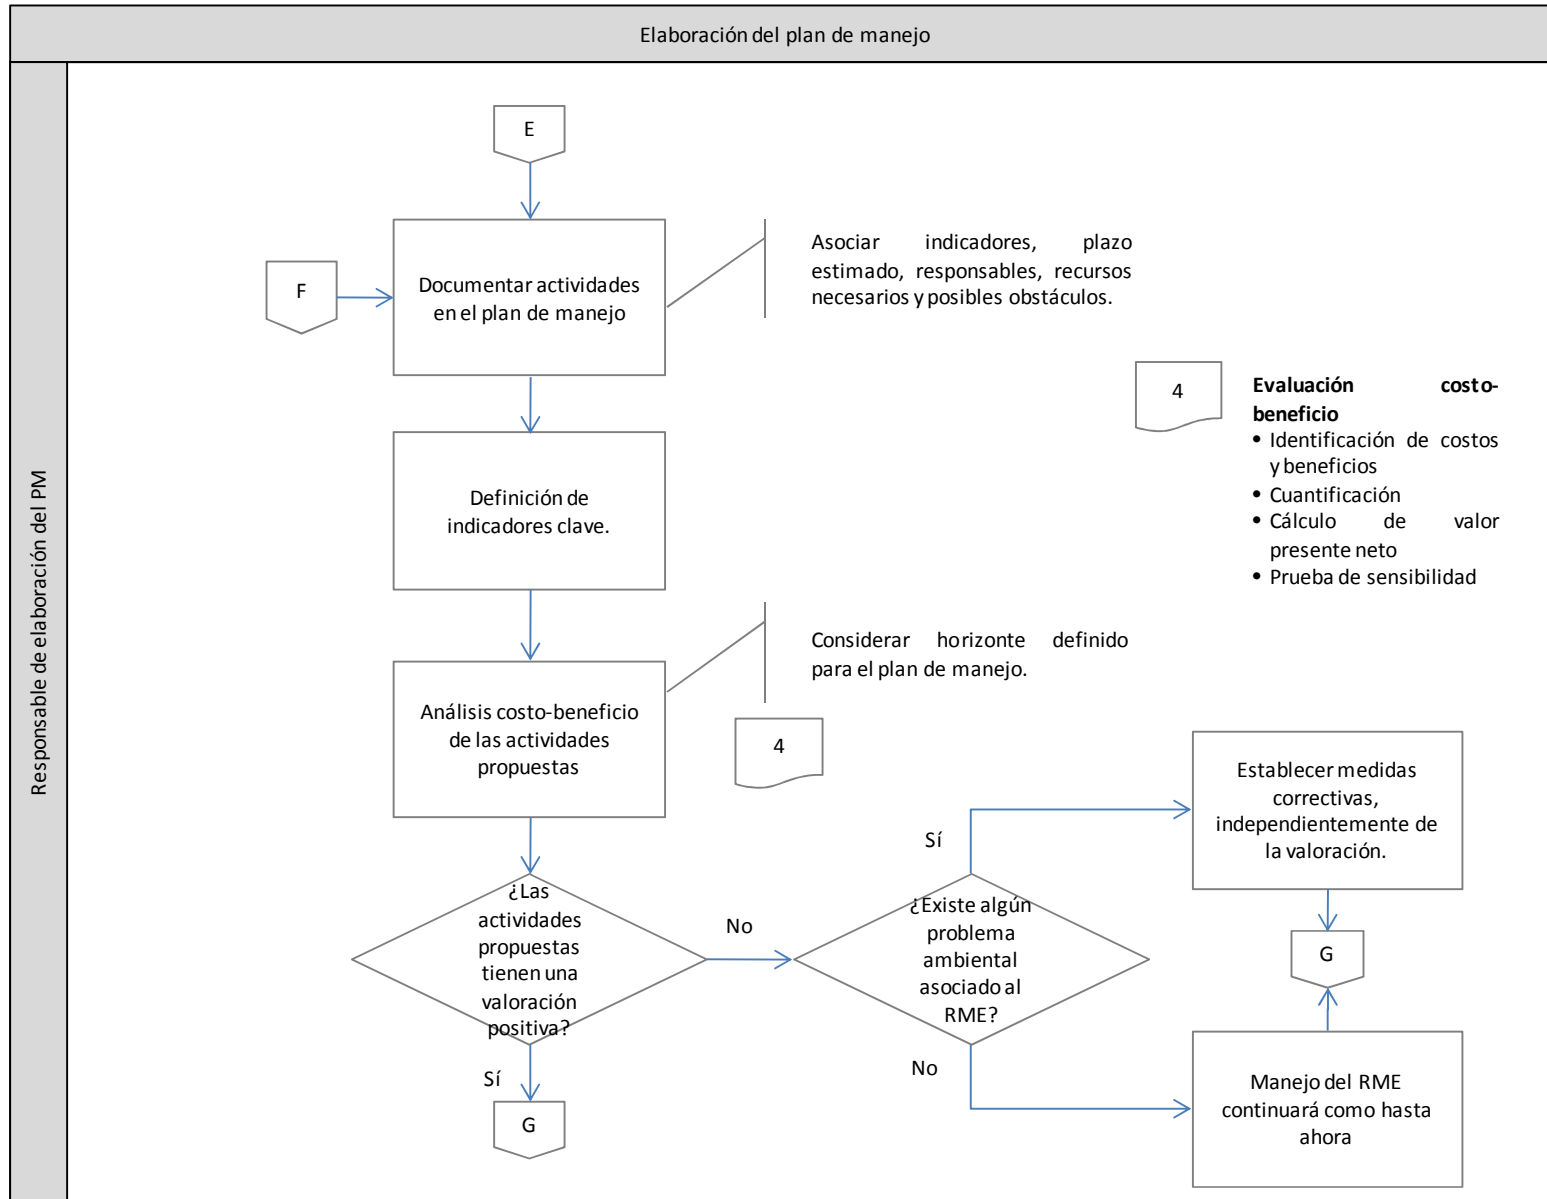 Elaboración del plan de manejo
Responsable de elaboración del PM
E
F
Documentar actividades
en el plan de manejo
Asociar indicadores, plazo
estimado, responsables, recursos
necesarios y posibles obstáculos.
4
Evaluación costo-
beneficio
• Identificación de costos
y beneficios
• Cuantificación
• Cálculo de valor
presente neto
• Prueba de sensibilidad
Definición de
indicadores clave.
Considerar horizonte definido
para el plan de manejo.
Análisis costo-beneficio
de las actividades
propuestas
4
¿Las
actividades
propuestas
tienen una
valoración
positiva?
No
Sí
G
¿Existe algún
problema
ambiental
asociado al
RME?
Sí
No
Establecer medidas
correctivas,
independientemente de
la valoración.
G
Manejo del RME
continuará como hasta
ahora